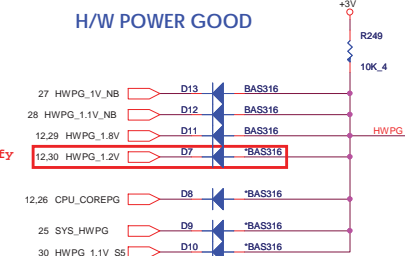 H/W POWER GOOD
+3V
R249
10K_4
27 HWPG_1V_NB D13 BAS316
28 HWPG_1.1V_NB D12 BAS316
12,29 HWPG_1.8V D11 BAS316
HWPG
fy 12,30 HWPG_1.2V D7 *BAS316
12,26 CPU_COREPG D8 *BAS316
25 SYS_HWPG D9 *BAS316
30 HWPG_1.1V_S5 D10 *BAS316